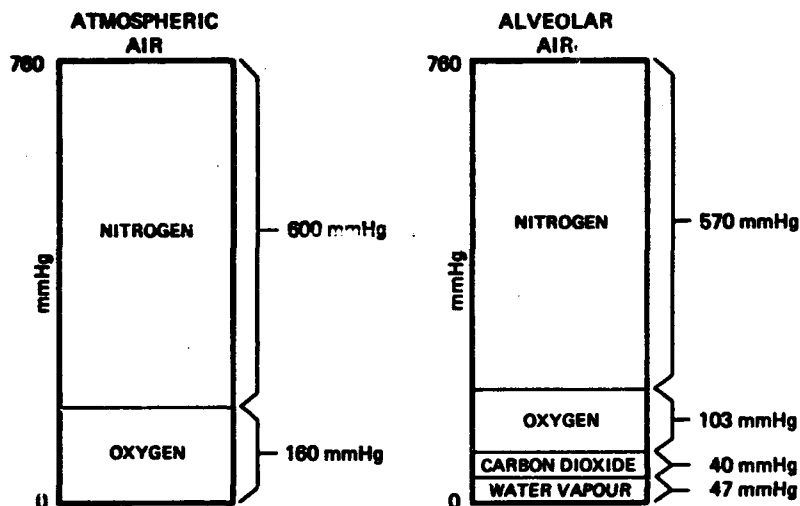 ATMOSPHERIC
AIR
760
NITROGEN
600 mmHg
mmHg
OXYGEN
160 mmHg
0
ALVEOLAR
AIR
760
NITROGEN
570 mmHg
mmHg
OXYGEN
103 mmHg
CARBON DIOXIDE
40 mmHg
WATER VAPOUR
47 mmHg
0